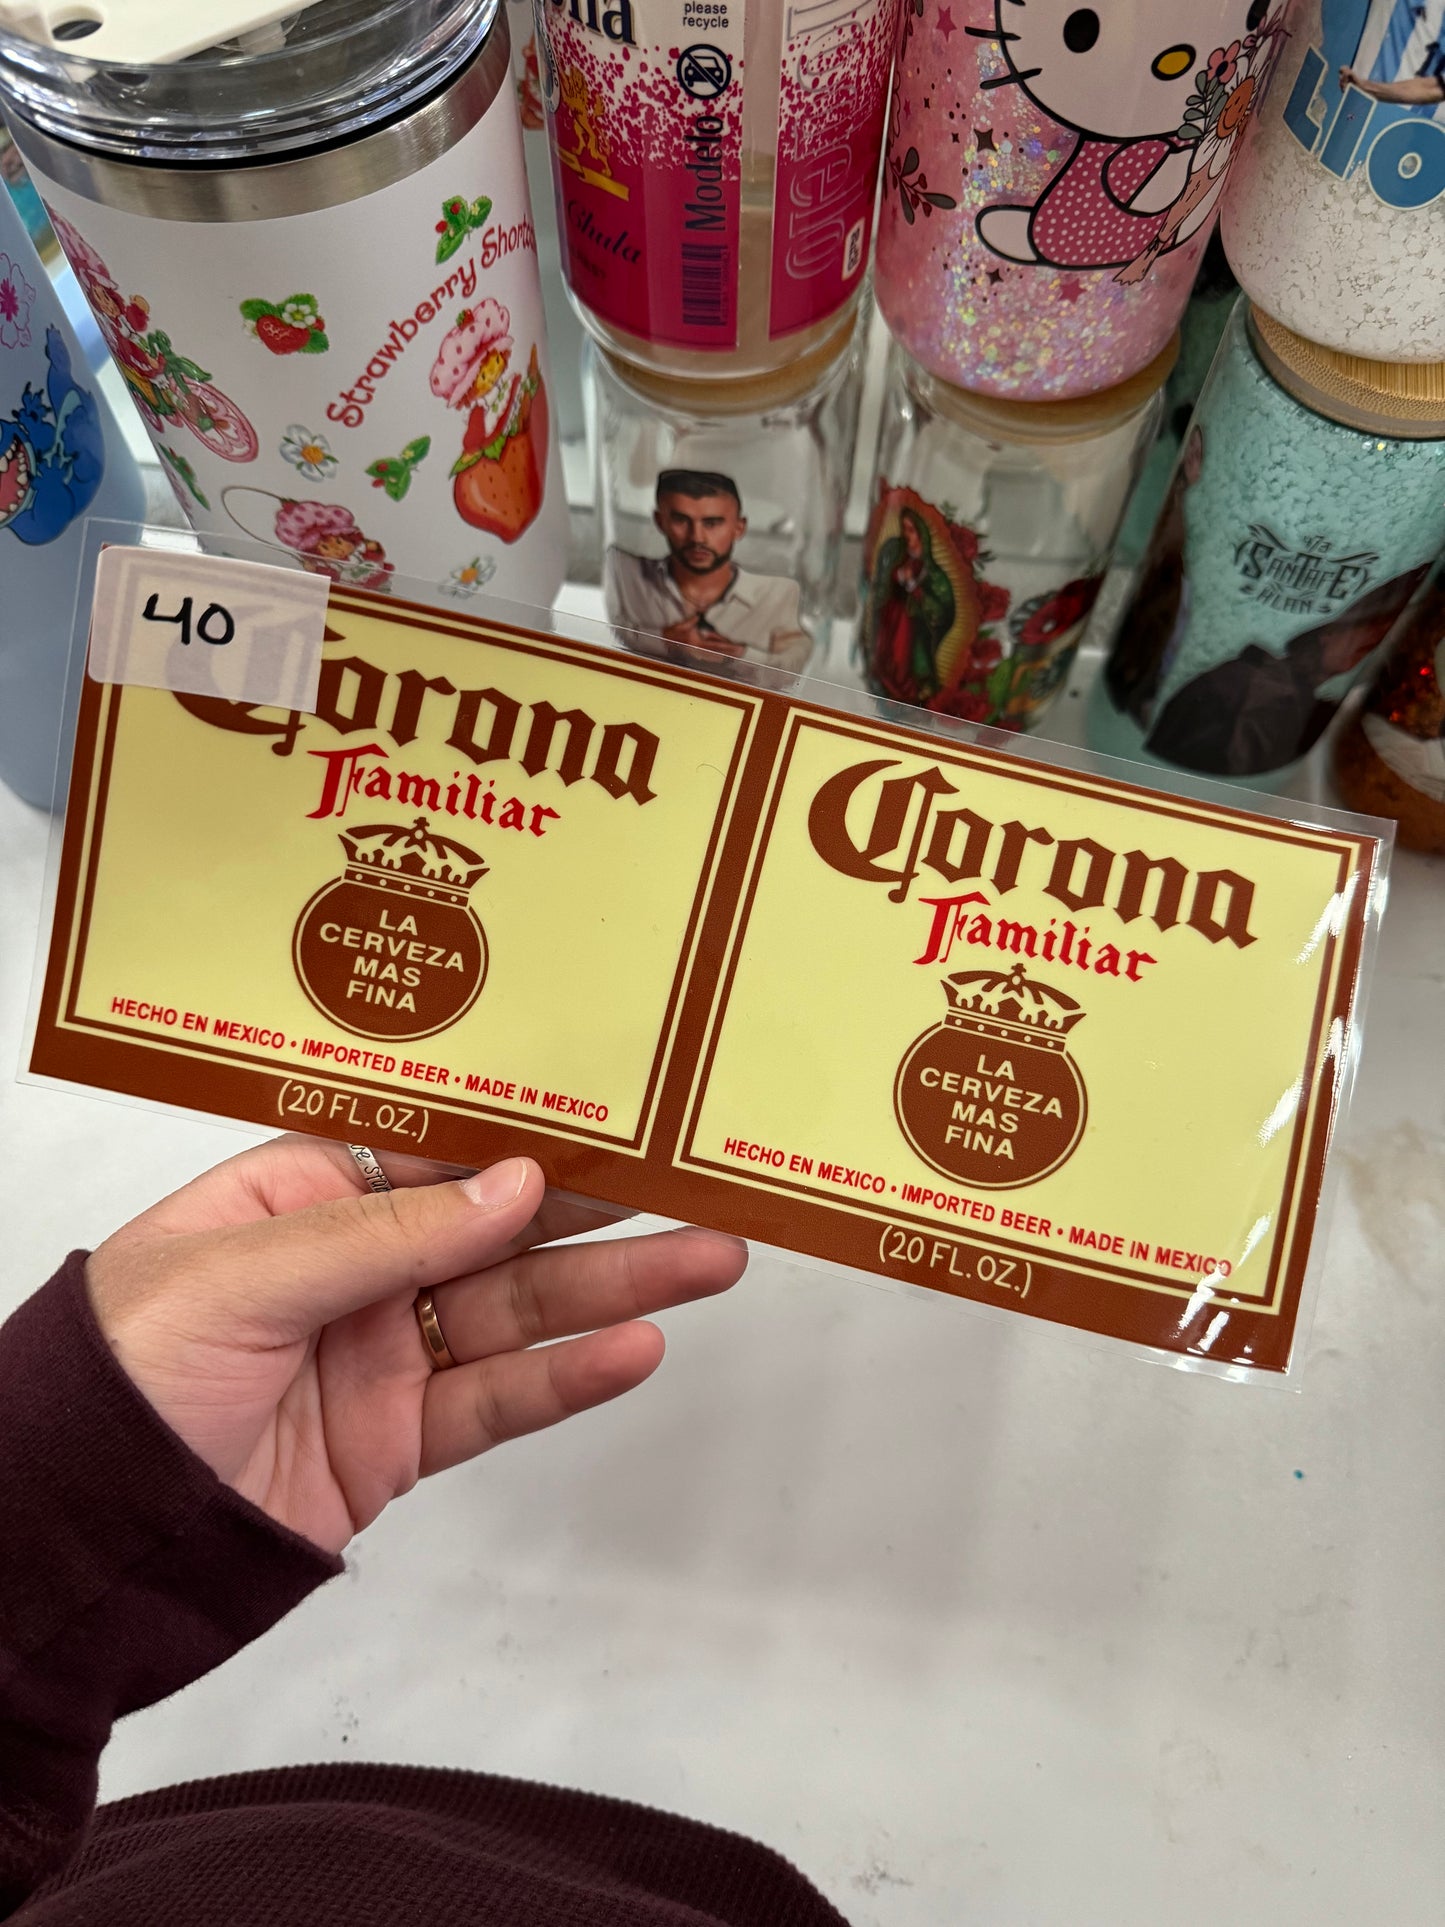 please
recycle
Modelo
Chula
Strawberry
LIO
SANTAFE
ALAN
40
Corona
Familiar
LA
CERVEZA
MAS
FINA
HECHO EN MEXICO • IMPORTED BEER • MADE IN MEXICO
(20 FL. OZ.)
Corona
Familiar
LA
CERVEZA
MAS
FINA
HECHO EN MEXICO • IMPORTED BEER • MADE IN MEXICO
(20 FL. OZ.)